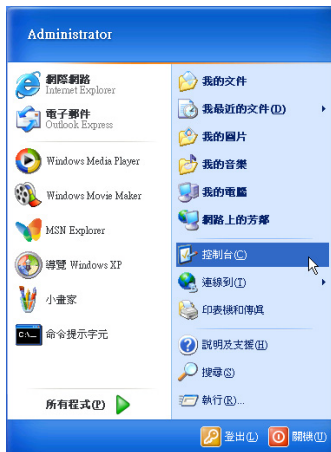 Administrator
網際網路
Internet Explorer
電子郵件
Outlook Express
Windows Media Player
Windows Movie Maker
MSN Explorer
導覽 Windows XP
小畫家
命令提示字元
所有程式(P)
我的文件
我最近的文件(D)
我的圖片
我的音樂
我的電腦
網路上的芳鄰
控制台(C)
連線到(T)
印表機和傳真
說明及支援(H)
搜尋(S)
執行(R)...
登出(L)
關機(U)